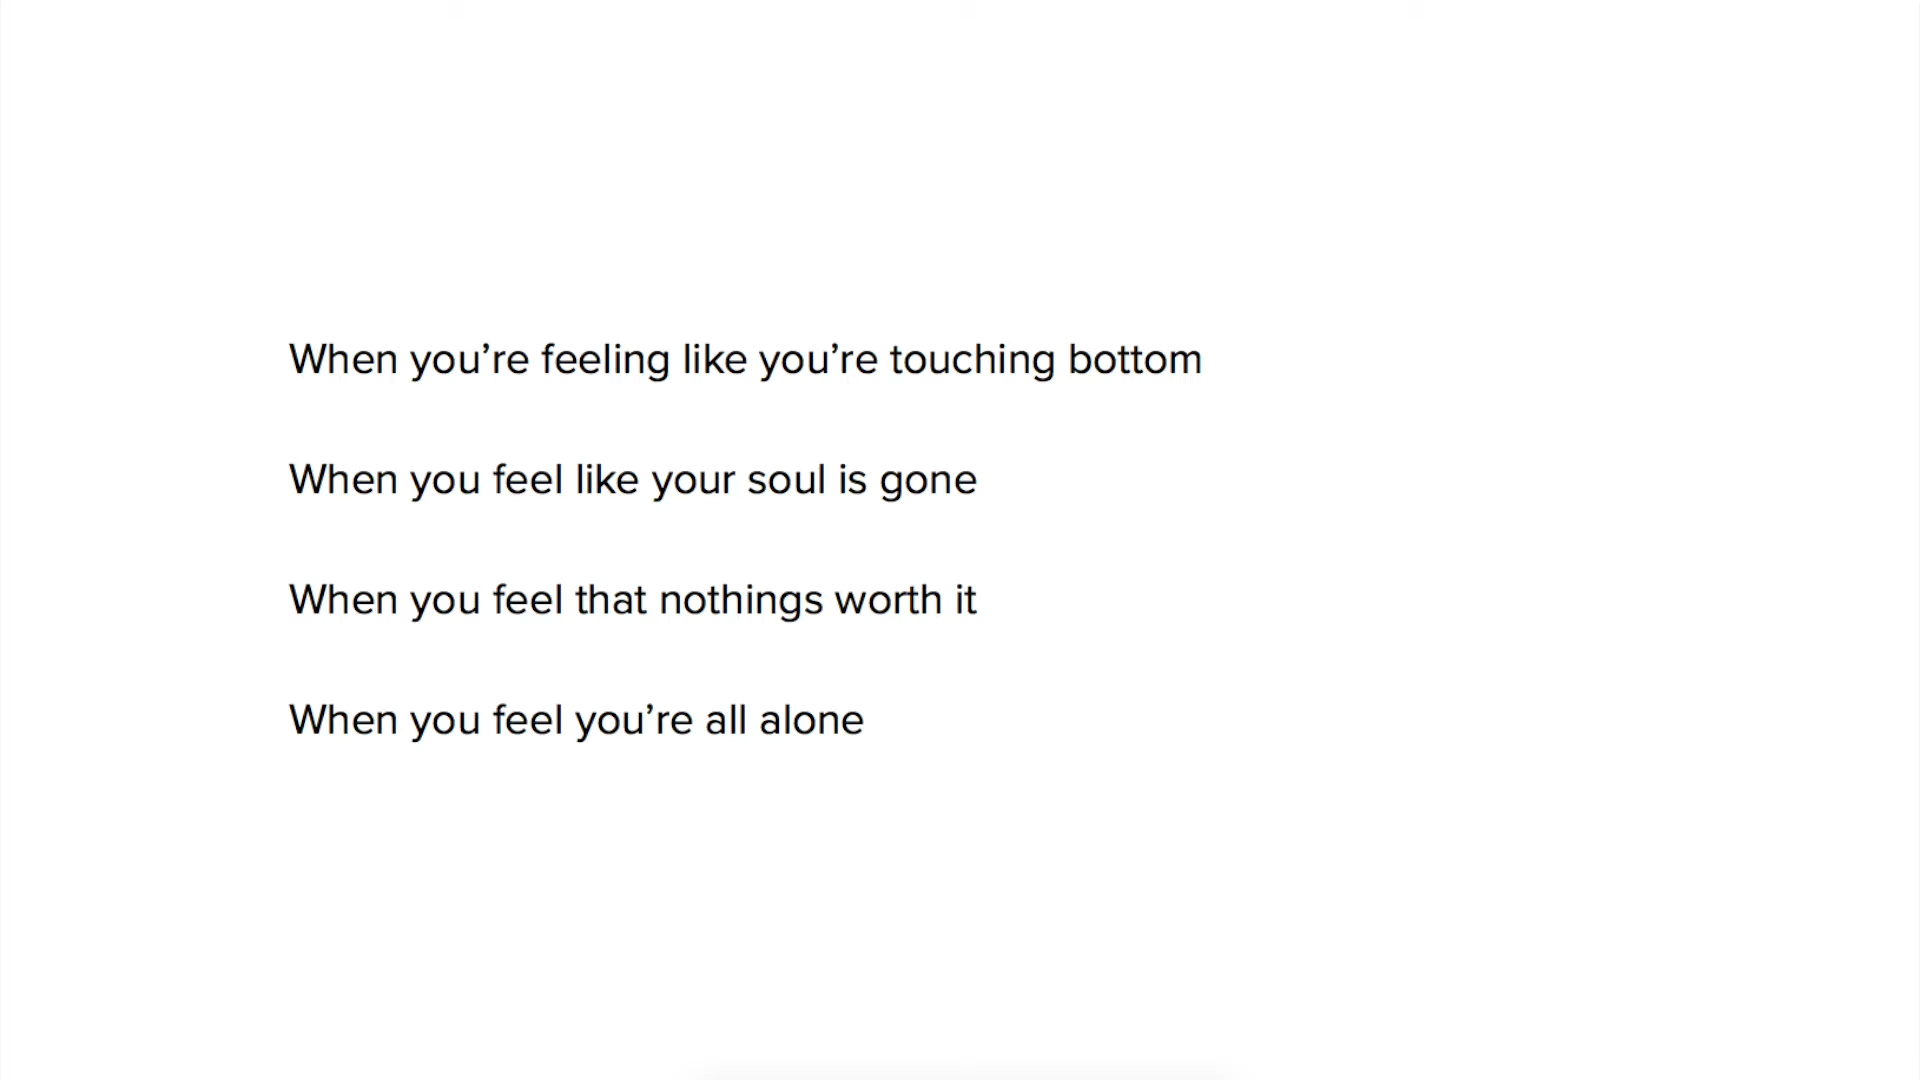 When you’re feeling like you’re touching bottom
When you feel like your soul is gone
When you feel that nothings worth it
When you feel you’re all alone